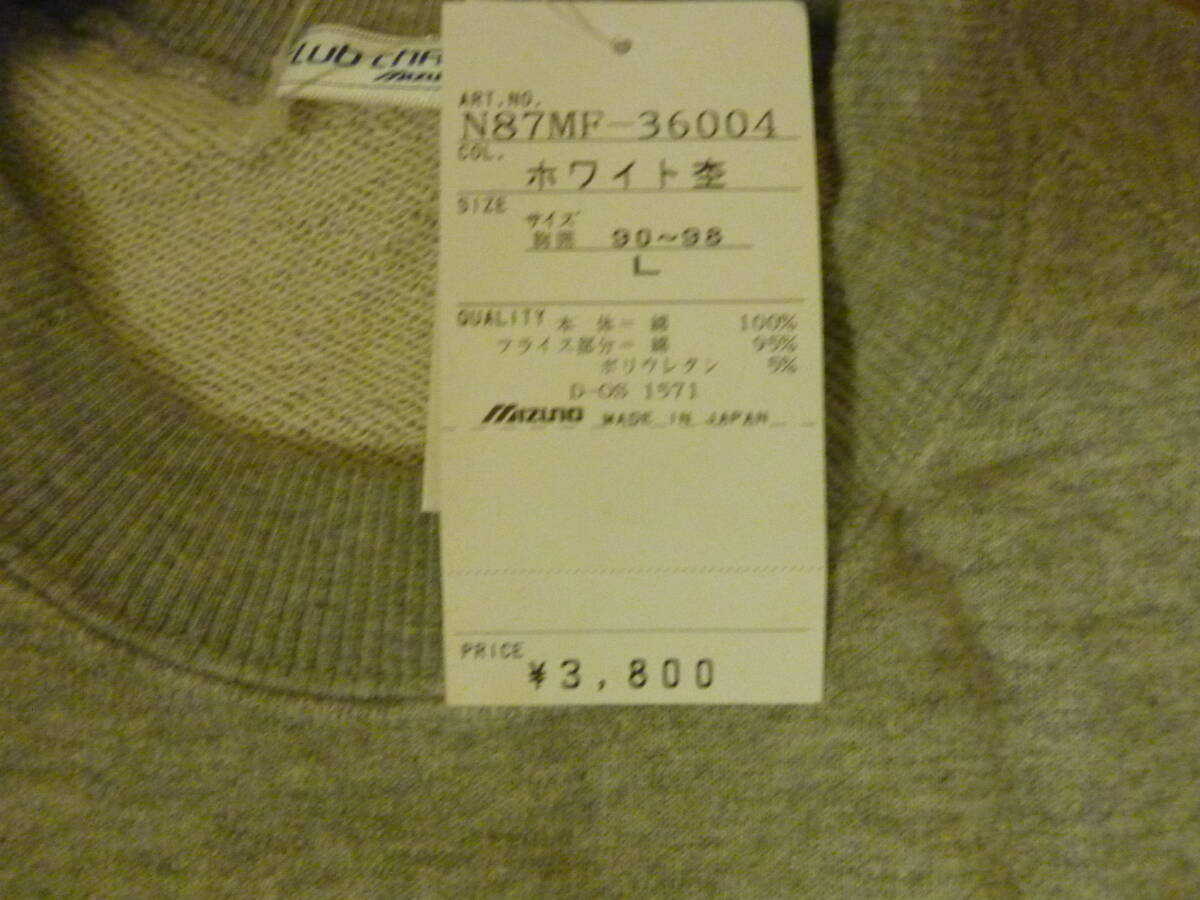 LUB CHA
MIZU
ART.NO.
N87MF-36004
COL.
ホワイト杢
SIZE
サイズ
胸囲 90~98
L
QUALITY 本 体= 綿 100%
フライス部分= 綿 95%
ポリウレタン 5%
D-OS 1571
MIZUNO MADE IN JAPAN
PRICE
¥3,800